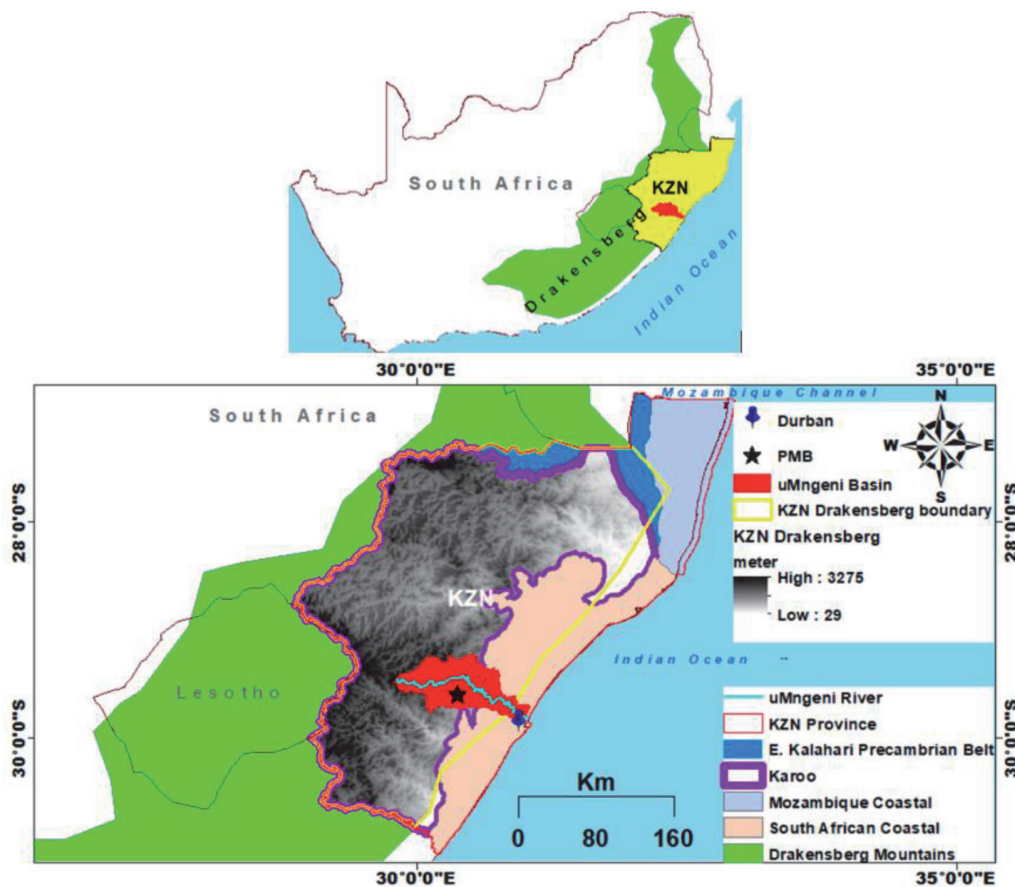 South Africa
KZN
Drakensberg
Indian Ocean
30°0'0"E
35°0'0"E
South Africa
Mozambique Channel
N
W
E
S
Durban
PMB
uMngeni Basin
KZN Drakensberg boundary
KZN Drakensberg
meter
High : 3275
Low : 29
28°0'0"S
28°0'0"S
KZN
Indian Ocean
Lesotho
uMngeni River
KZN Province
E. Kalahari Precambrian Belt
Karoo
Mozambique Coastal
South African Coastal
Drakensberg Mountains
30°0'0"S
30°0'0"S
Km
0 80 160
30°0'0"E
35°0'0"E